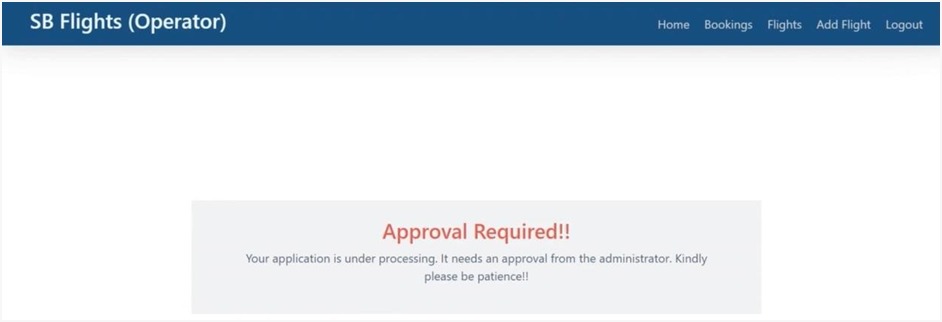 SB Flights (Operator)
Home Bookings Flights Add Flight Logout
Approval Required!!
Your application is under processing. It needs an approval from the administrator. Kindly
please be patience!!